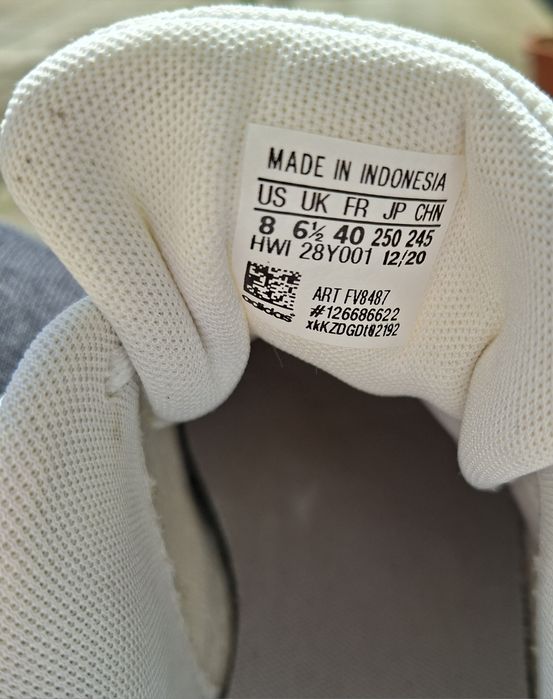 MADE IN INDONESIA
US UK FR JP CHN
8 6½ 40 250 245
HWI 28Y001 12/20
ART FV8487
#126686622
xkKZDGDt02192
adidas